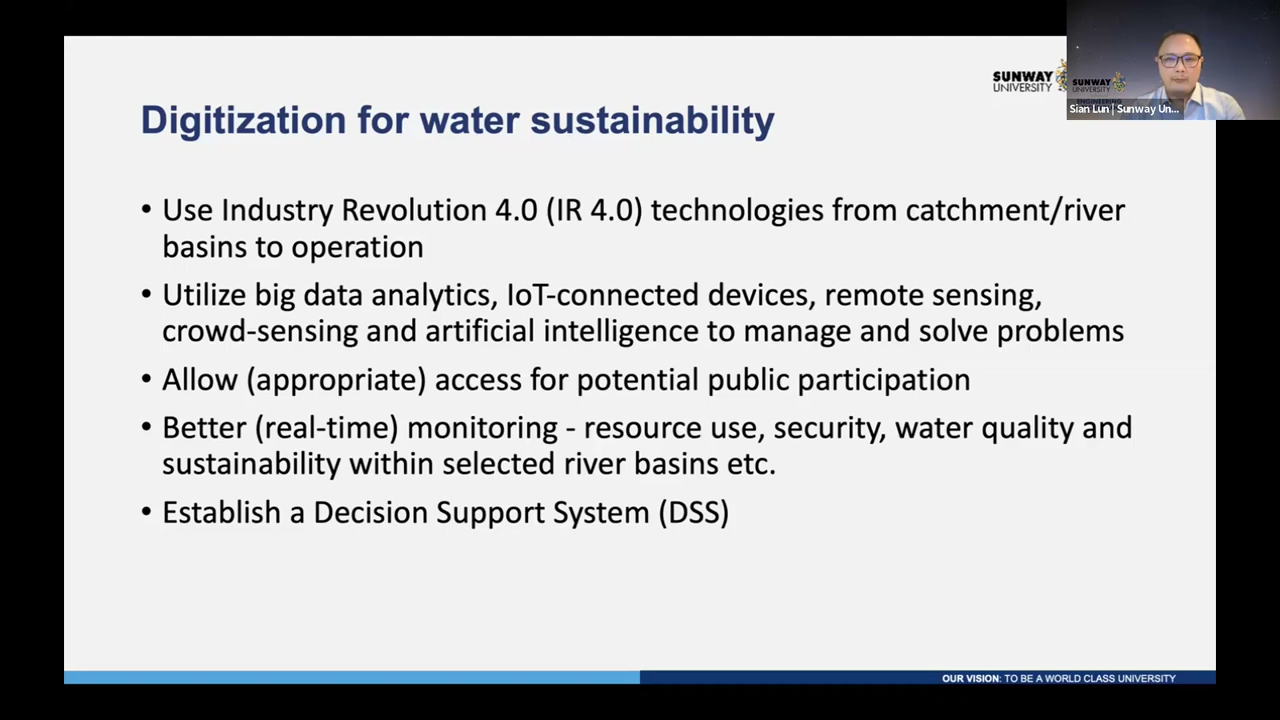 SUNWAY
UNIVERSITY
SUNWAY
UNIVERSITY
Sian Lun | Sunway Un...
Digitization for water sustainability
• Use Industry Revolution 4.0 (IR 4.0) technologies from catchment/river
basins to operation
• Utilize big data analytics, IoT-connected devices, remote sensing,
crowd-sensing and artificial intelligence to manage and solve problems
• Allow (appropriate) access for potential public participation
• Better (real-time) monitoring - resource use, security, water quality and
sustainability within selected river basins etc.
• Establish a Decision Support System (DSS)
OUR VISION: TO BE A WORLD CLASS UNIVERSITY